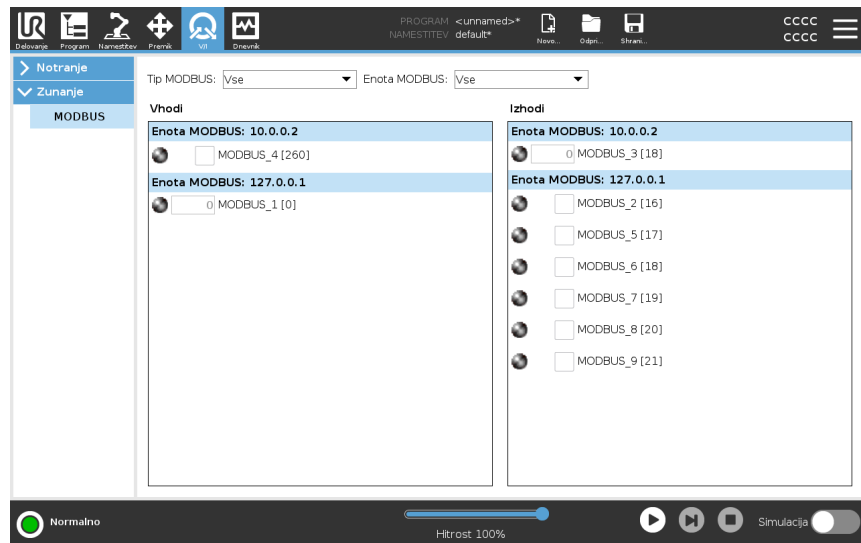 PROGRAM <unnamed>*
NAMESTITEV default*
Delovanje Program Namestitev Premik V/I Dnevnik Novo... Odpri... Shrani...
CCCC
CCCC
Notranje
Zunanje
MODBUS
Tip MODBUS: Vse Enota MODBUS: Vse
Vhodi
Enota MODBUS: 10.0.0.2
MODBUS_4 [260]
Enota MODBUS: 127.0.0.1
0 MODBUS_1 [0]
Izhodi
Enota MODBUS: 10.0.0.2
0 MODBUS_3 [18]
Enota MODBUS: 127.0.0.1
MODBUS_2 [16]
MODBUS_5 [17]
MODBUS_6 [18]
MODBUS_7 [19]
MODBUS_8 [20]
MODBUS_9 [21]
Normalno
Hitrost 100%
Simulacija